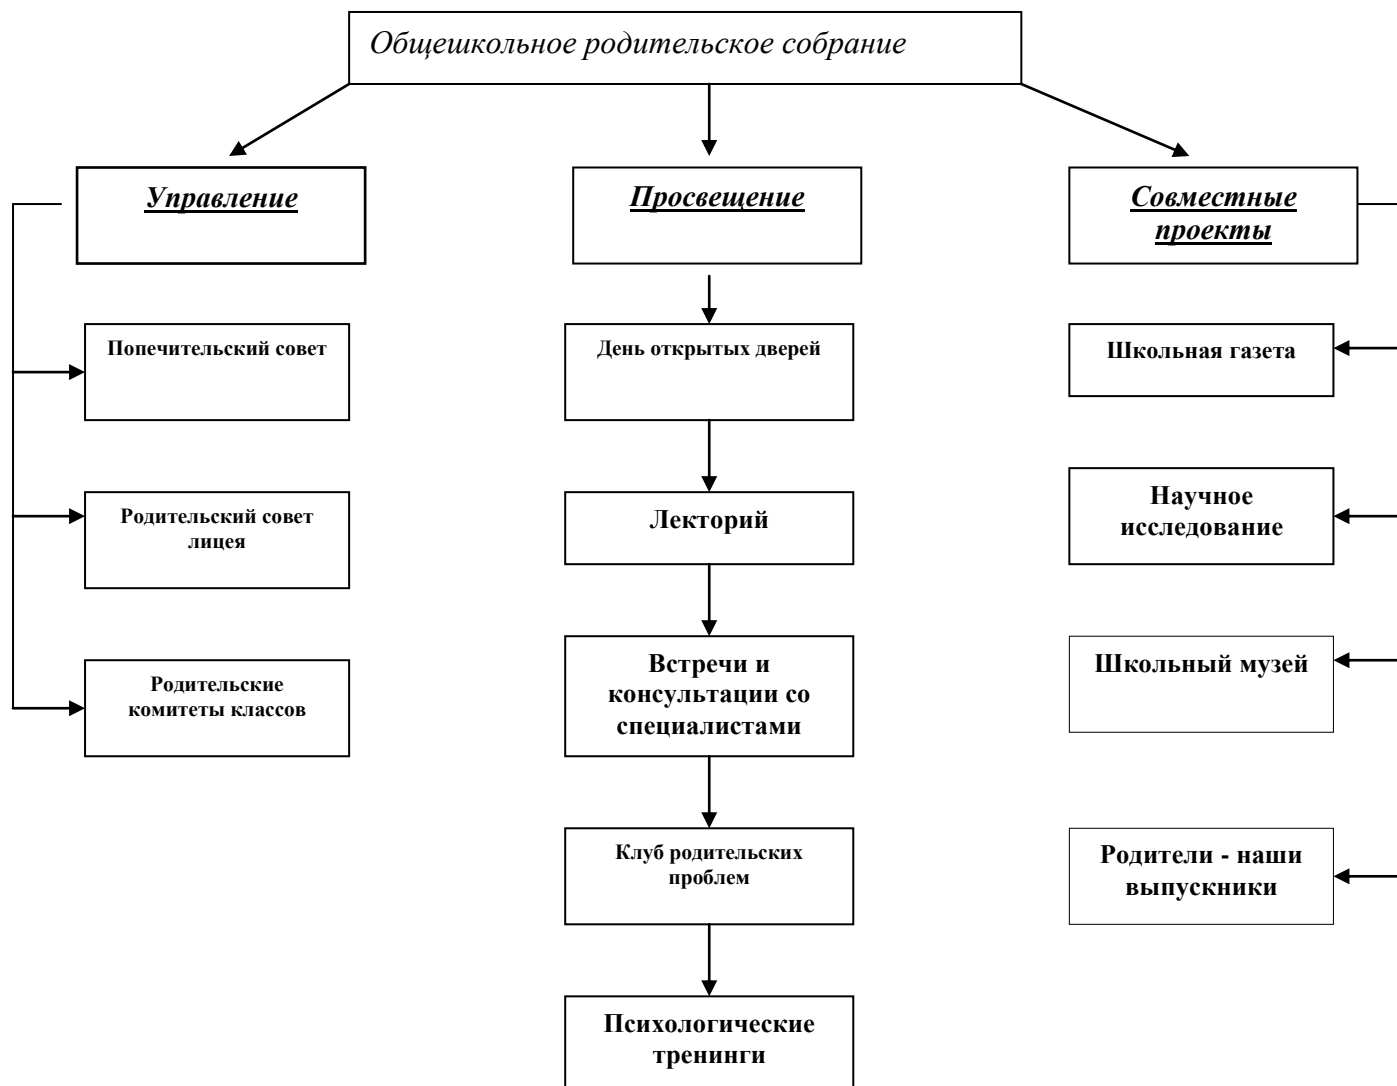 Общешкольное родительское собрание
Управление
Просвещение
Совместные
проекты
Попечительский совет
День открытых дверей
Школьная газета
Родительский совет
лицея
Лекторий
Научное
исследование
Родительские
комитеты классов
Встречи и
консультации со
специалистами
Школьный музей
Клуб родительских
проблем
Родители - наши
выпускники
Психологические
тренинги